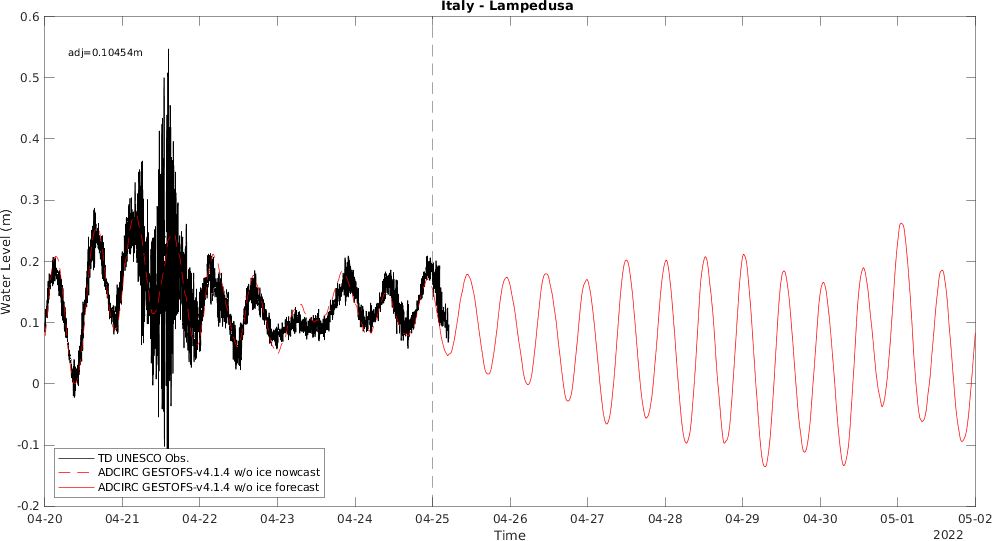 Italy - Lampedusa
adj=0.10454m
Water Level (m)
0.6
0.5
0.4
0.3
0.2
0.1
0
-0.1
-0.2
TD UNESCO Obs.
ADCIRC GESTOFS-v4.1.4 w/o ice nowcast
ADCIRC GESTOFS-v4.1.4 w/o ice forecast
04-20 04-21 04-22 04-23 04-24 04-25 04-26 04-27 04-28 04-29 04-30 05-01 05-02
Time
2022